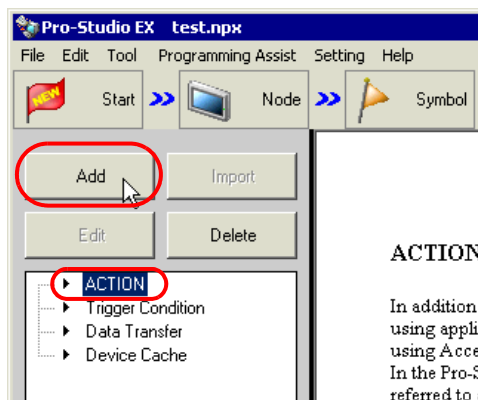 Pro-Studio EX test.npx
File Edit Tool Programming Assist Setting Help
NEW Start Node Symbol
Add Import
Edit Delete
ACTION
Trigger Condition
Data Transfer
Device Cache
ACTION
In addition
using appli
using Acce
In the Pro-S
referred to